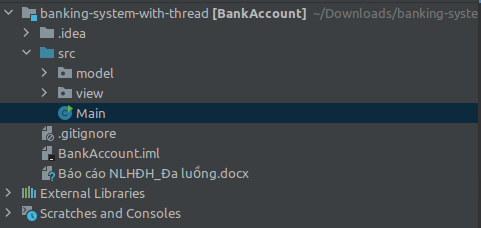 banking-system-with-thread [BankAccount] ~/Downloads/banking-syste
.idea
src
model
view
Main
.gitignore
BankAccount.iml
Báo cáo NLHĐH_Đa luồng.docx
External Libraries
Scratches and Consoles